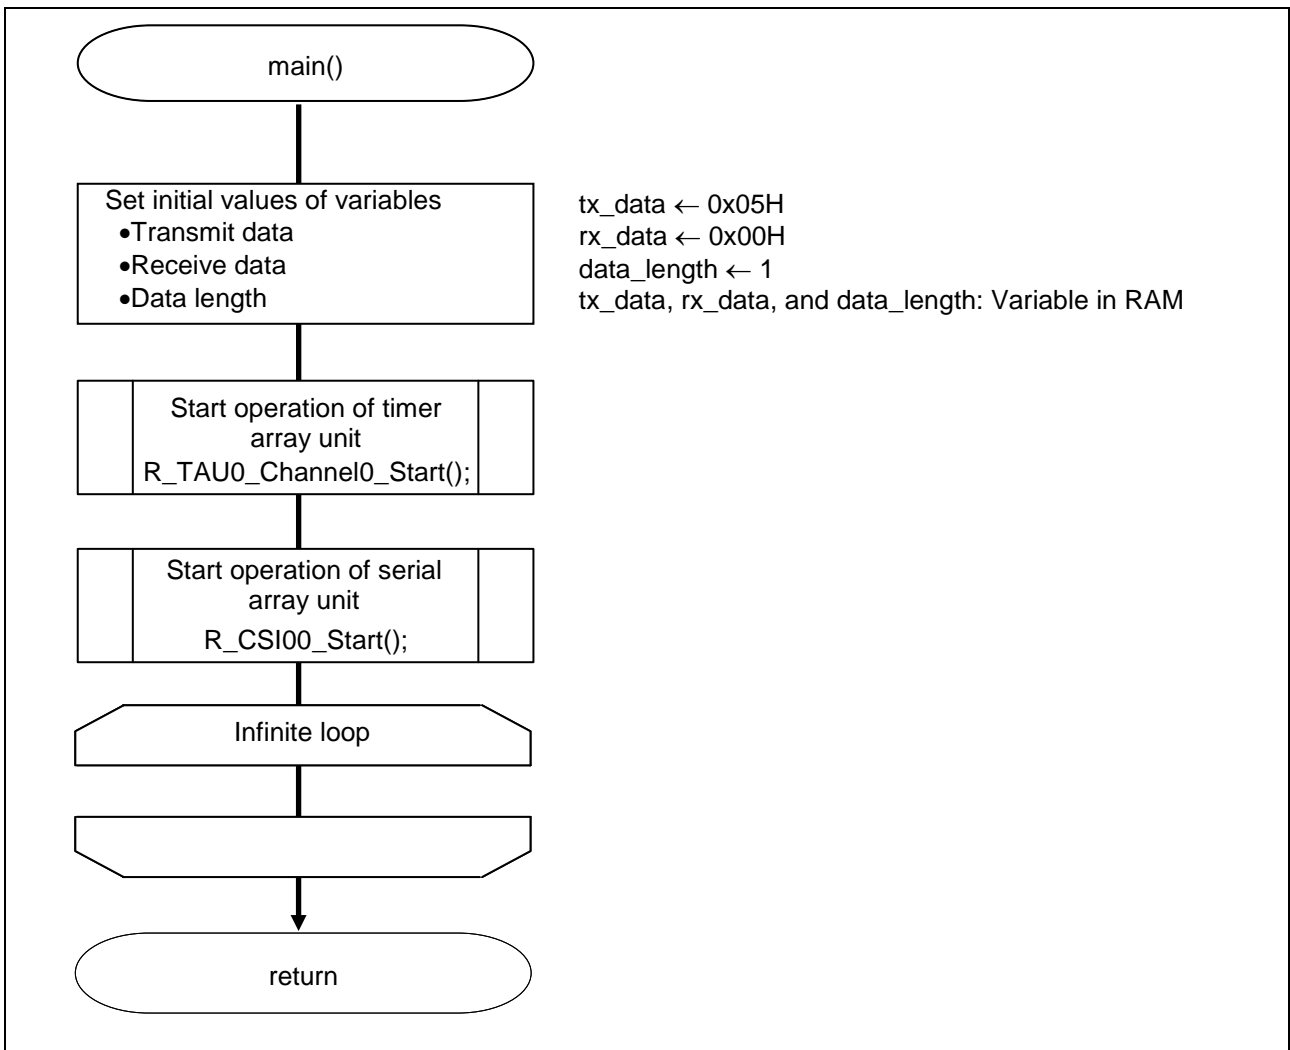 main()
Set initial values of variables
•Transmit data
•Receive data
•Data length
tx_data ← 0x05H
rx_data ← 0x00H
data_length ← 1
tx_data, rx_data, and data_length: Variable in RAM
Start operation of timer
array unit
R_TAU0_Channel0_Start();
Start operation of serial
array unit
R_CSI00_Start();
Infinite loop
return